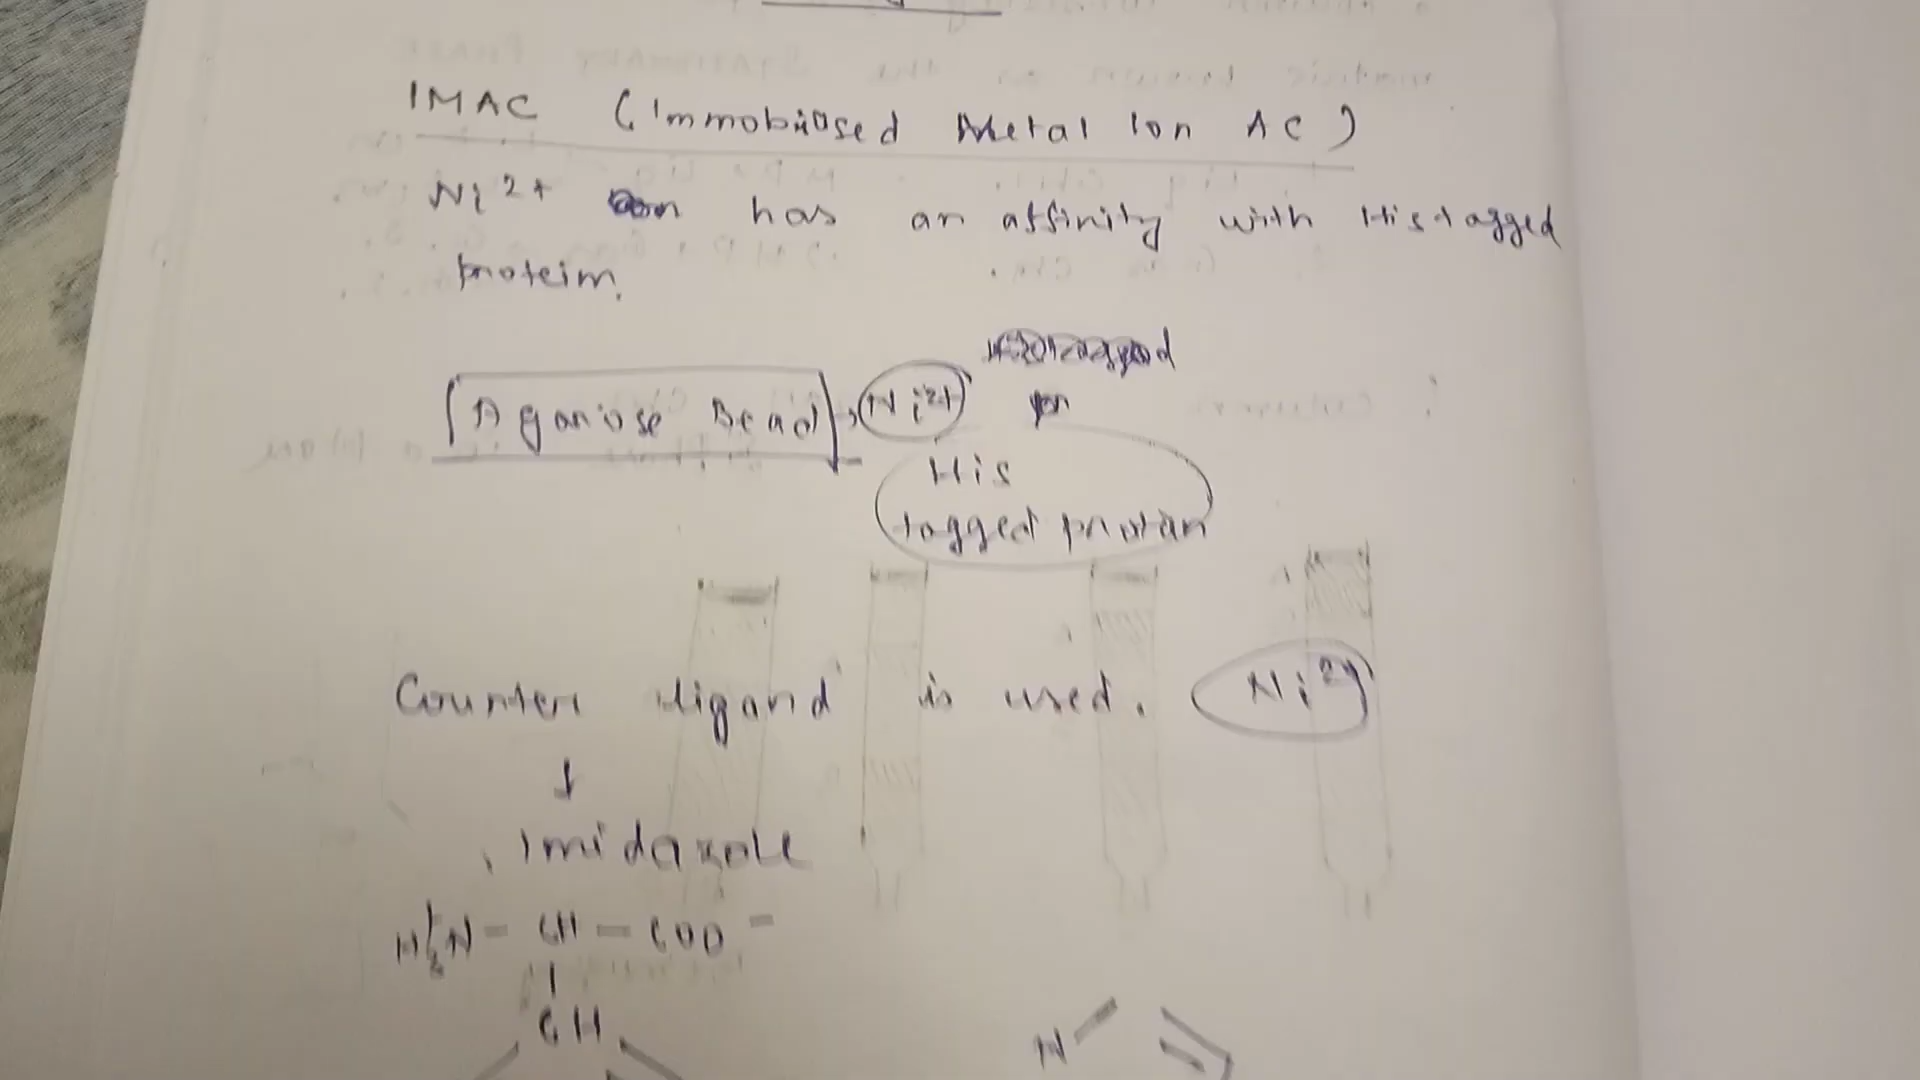 IMAC (Immobilised Metal Ion AC)
Ni2+ has an affinity with His tagged
Protein.
Agarose Bead Ni2+
His
tagged protein
Counter ligand is used. Ni2+
Imidazole
H3+N - CH - COO-
CH
N